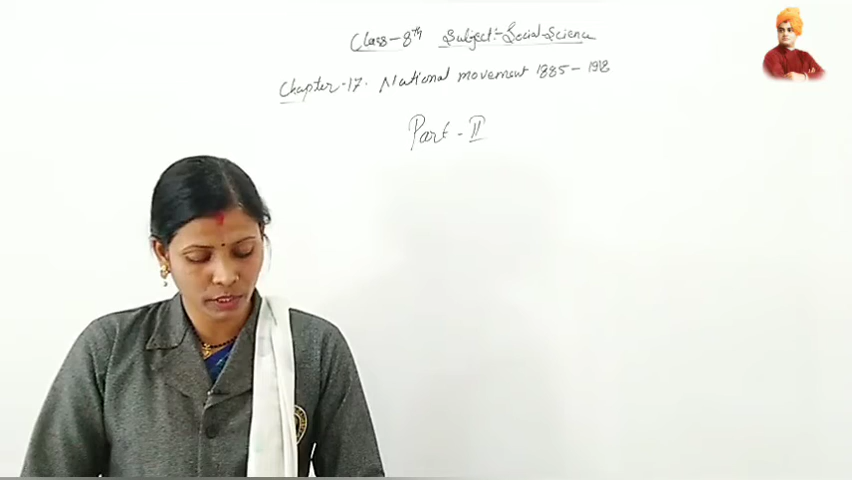 Class-8th Subject:-Social-Science
Chapter-17. National movement 1885-1918
Part-II